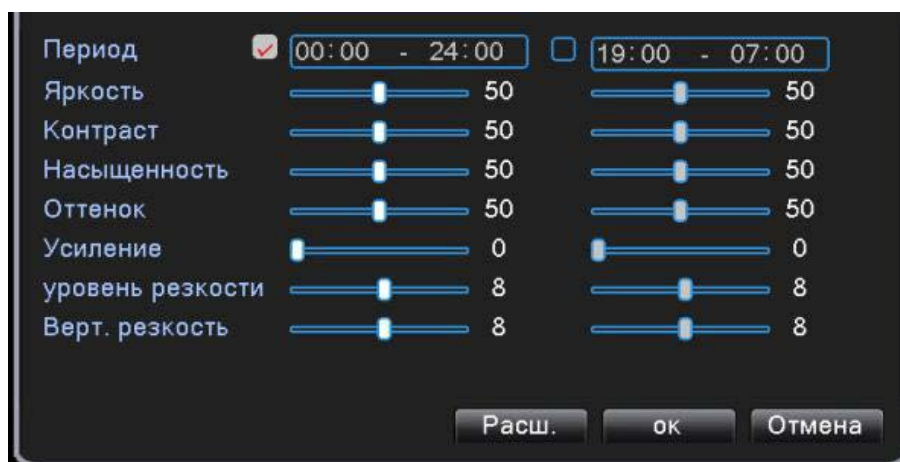 Период 00:00 - 24:00 19:00 - 07:00
Яркость 50 50
Контраст 50 50
Насыщенность 50 50
Оттенок 50 50
Усиление 0 0
уровень резкости 8 8
Верт. резкость 8 8
Расш. ок Отмена